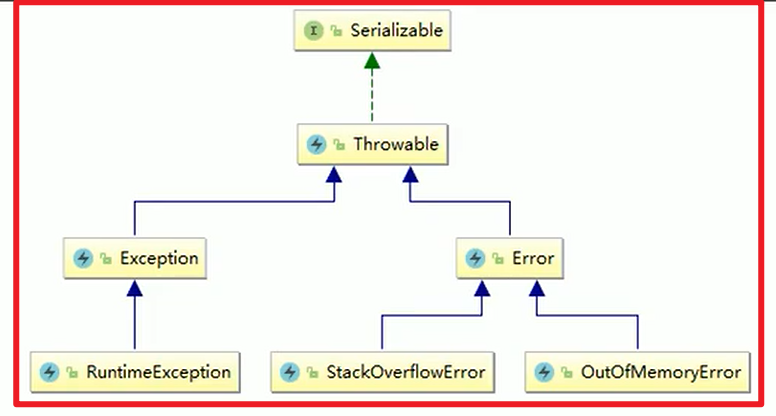 I Serializable
Throwable
Exception
Error
RuntimeException
StackOverflowError
OutOfMemoryError